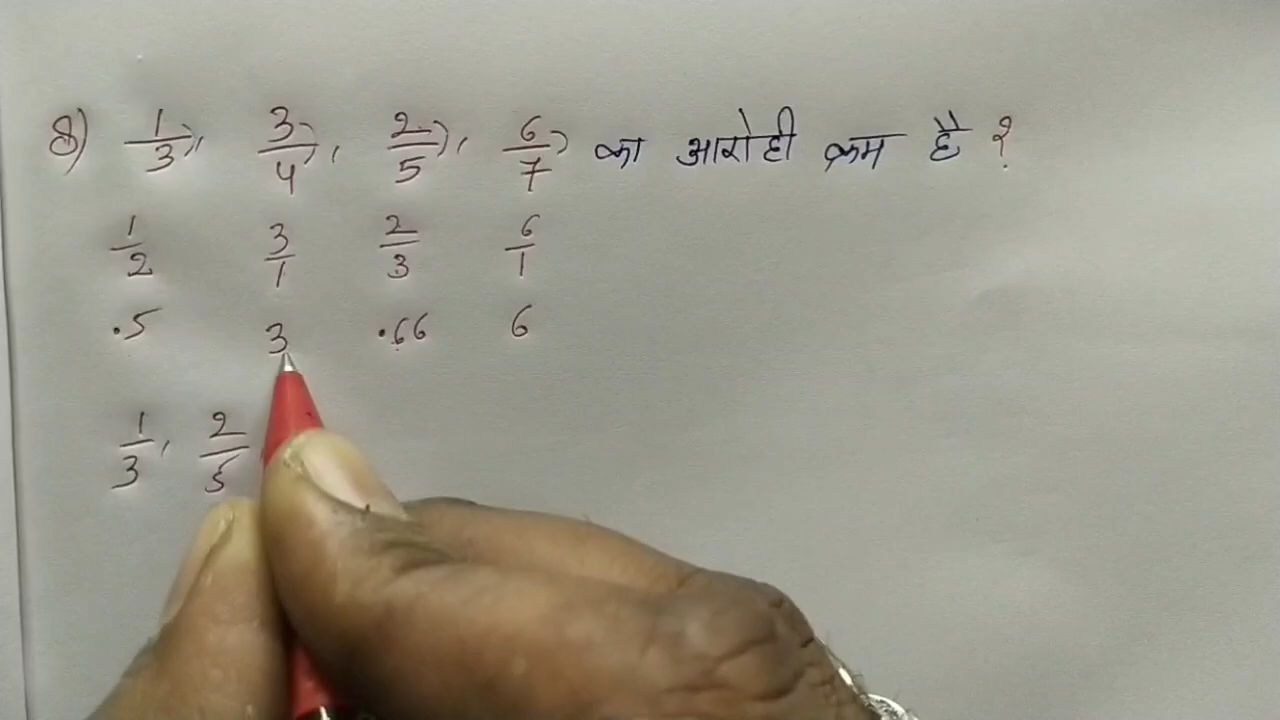 8) 1/3, 3/4, 2/5, 6/7 का आरोही क्रम है ?
1/2 3/1 2/3 6/1
.5 3 .66 6
1/3, 2/5